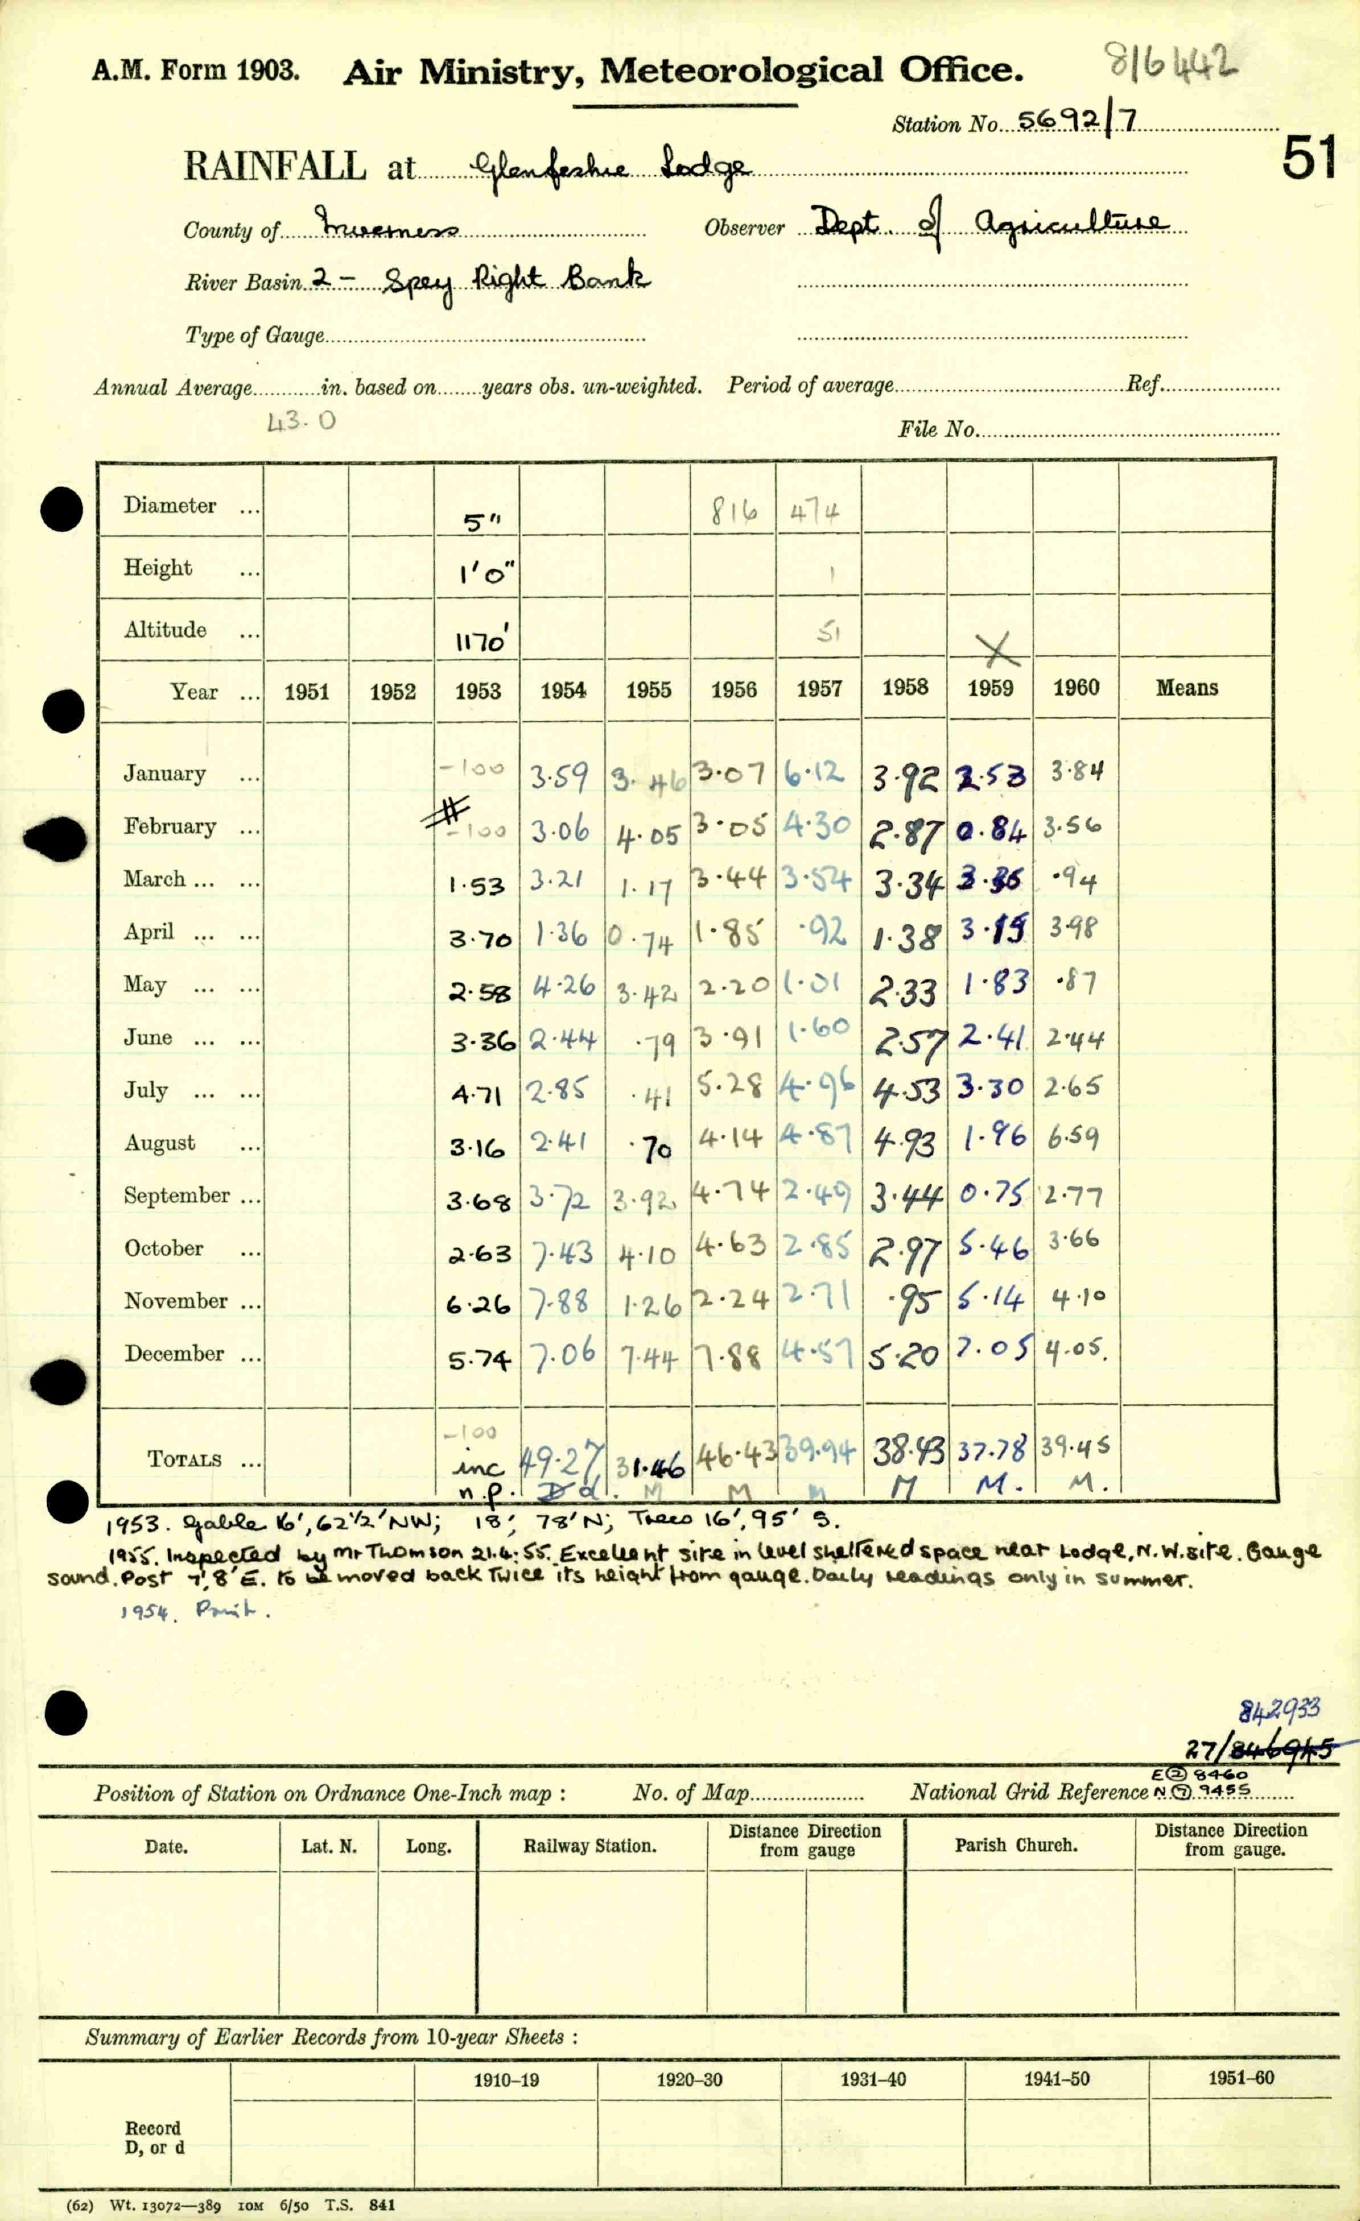 A.M. Form 1903. Air Ministry, Meteorological Office. 816442
Station No. 5692/7
51
RAINFALL at Glenfeshie Lodge
County of Inverness Observer Dept. of Agriculture
River Basin 2 - Spey Right Bank
Type of Gauge
Annual Average in. based on years obs. un-weighted. Period of average Ref.
43.0
File No.
Diameter ... 5" 816 474
Height ... 1'0" 1
Altitude ... 1170' 51 X
Year ... 1951 1952 1953 1954 1955 1956 1957 1958 1959 1960 Means
January ... -100 3.59 3.46 3.07 6.12 3.92 2.53 3.84
February ... -100 3.06 4.05 3.05 4.30 2.87 0.84 3.56
March ... ... 1.53 3.21 1.17 3.44 3.54 3.34 3.36 .94
April ... ... 3.70 1.36 0.74 1.85 .92 1.38 3.15 3.98
May ... ... 2.58 4.26 3.42 2.20 1.01 2.33 1.83 .87
June ... ... 3.36 2.44 .79 3.91 1.60 2.57 2.41 2.44
July ... ... 4.71 2.85 .41 5.28 4.96 4.53 3.30 2.65
August ... 3.16 2.41 .70 4.14 4.87 4.93 1.96 6.59
September ... 3.68 3.72 3.92 4.74 2.49 3.44 0.75 2.77
October ... 2.63 7.43 4.10 4.63 2.85 2.97 5.46 3.66
November ... 6.26 7.88 1.26 2.24 2.71 .95 5.14 4.10
December ... 5.74 7.06 7.44 7.88 4.57 5.20 7.05 4.05.
-100
TOTALS ... inc 49.27 31.46 46.43 39.94 38.43 37.78 39.45
n.p. D d. M M M M M. M.
1953. Gable 16', 62½' NW; 18', 78' N; Trees 16', 95' S.
1955. Inspected by Mr Thomson 21.4.55. Excellent site in level sheltered space near Lodge, N.W. site. Gauge
sound. Post 7', 8' E. to be moved back twice its height from gauge. Daily readings only in summer.
1954.
842933
27/846945
E② 8460
Position of Station on Ordnance One-Inch map : No. of Map National Grid Reference N⑦ 9455
Date. Lat. N. Long. Railway Station. Distance from gauge Direction Parish Church. Distance Direction from gauge.
Summary of Earlier Records from 10-year Sheets :
1910–19 1920–30 1931–40 1941–50 1951–60
Record
D, or d
(62) Wt. 13072—389 10M 6/50 T.S. 841